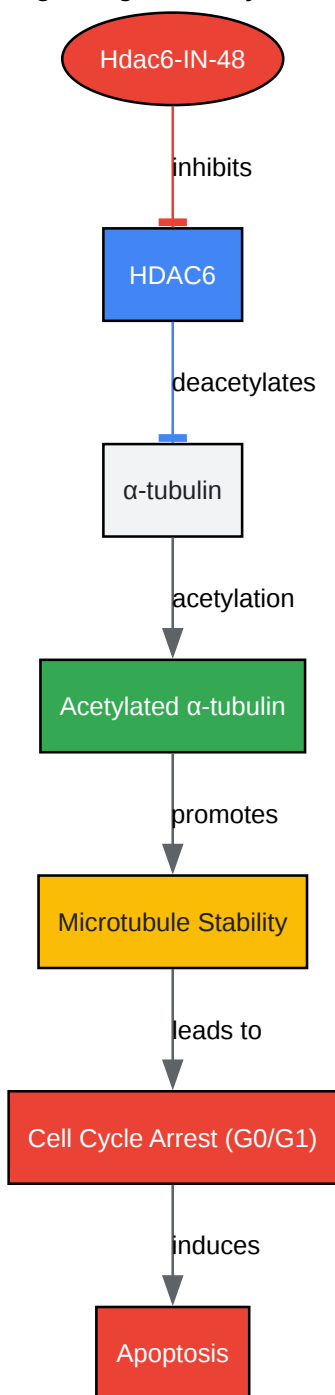 Hdac6-IN-48
inhibits
HDAC6
deacetylates
α-tubulin
acetylation
Acetylated α-tubulin
promotes
Microtubule Stability
leads to
Cell Cycle Arrest (G0/G1)
induces
Apoptosis